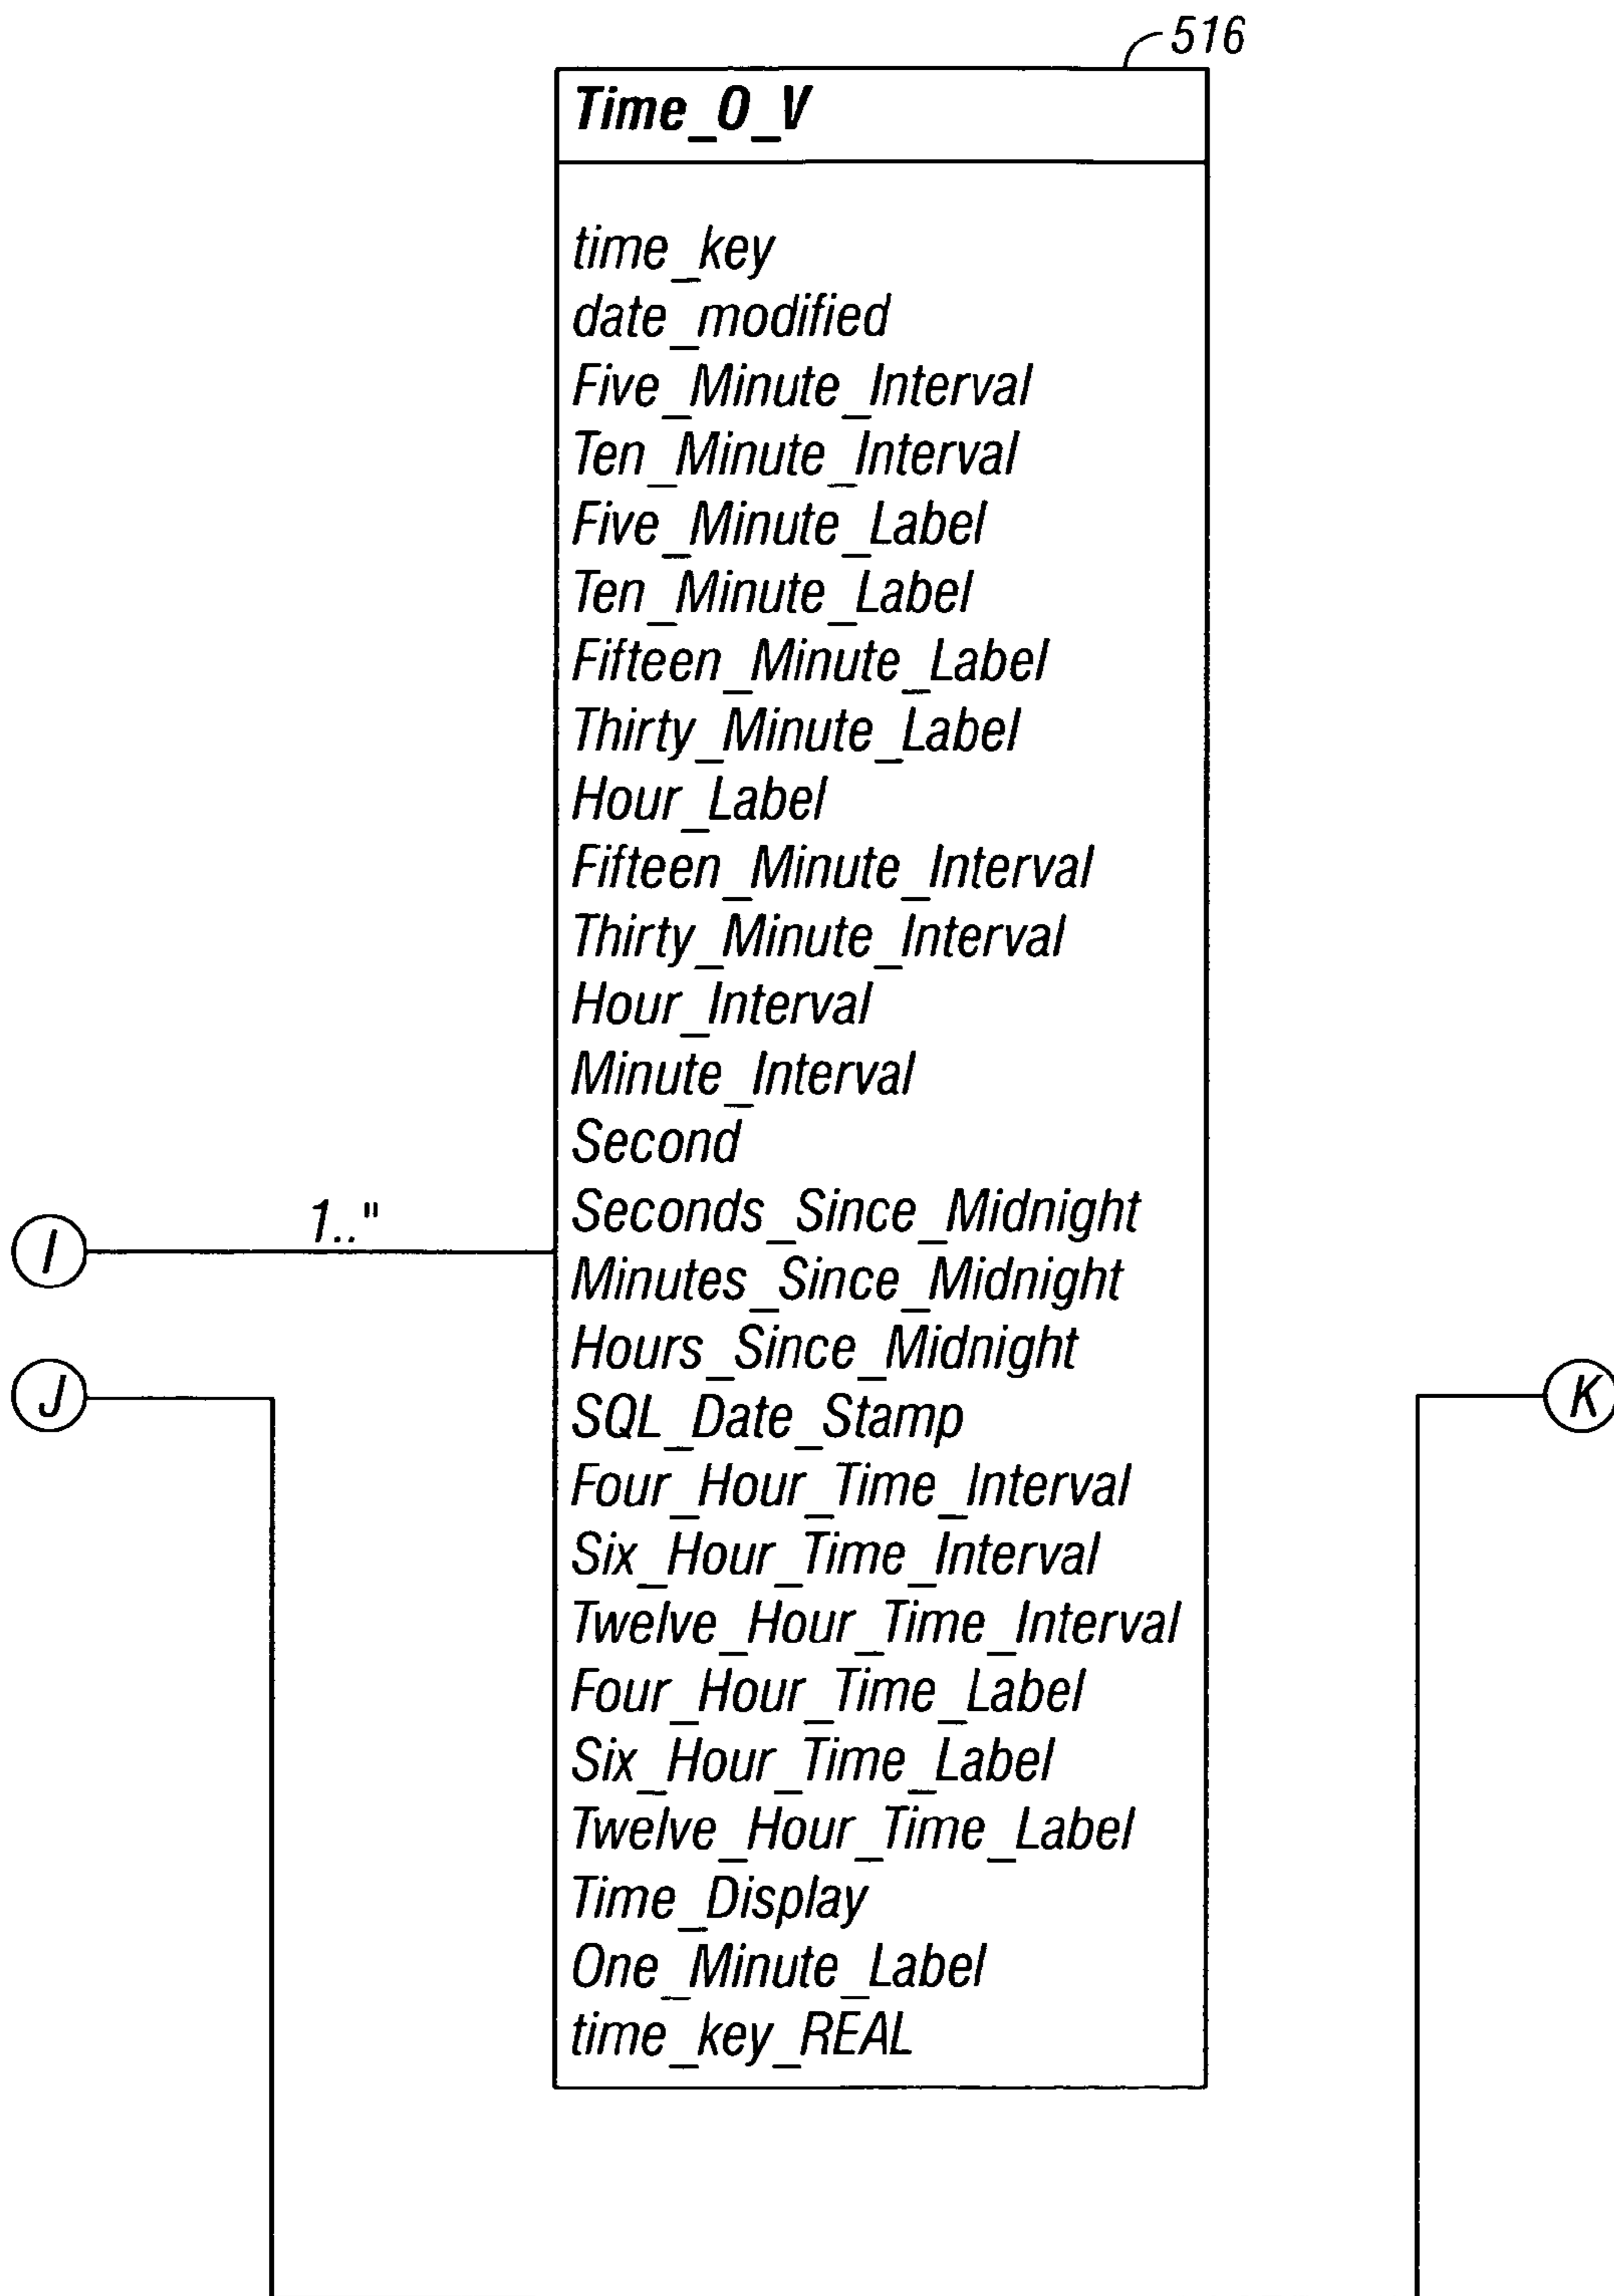 516
Time_O_V
time_key
date_modified
Five_Minute_Interval
Ten_Minute_Interval
Five_Minute_Label
Ten_Minute_Label
Fifteen_Minute_Label
Thirty_Minute_Label
Hour_Label
Fifteen_Minute_Interval
Thirty_Minute_Interval
Hour_Interval
Minute_Interval
Second
Seconds_Since_Midnight
I 1.."
Minutes_Since_Midnight
Hours_Since_Midnight
J
K
SQL_Date_Stamp
Four_Hour_Time_Interval
Six_Hour_Time_Interval
Twelve_Hour_Time_Interval
Four_Hour_Time_Label
Six_Hour_Time_Label
Twelve_Hour_Time_Label
Time_Display
One_Minute_Label
time_key_REAL